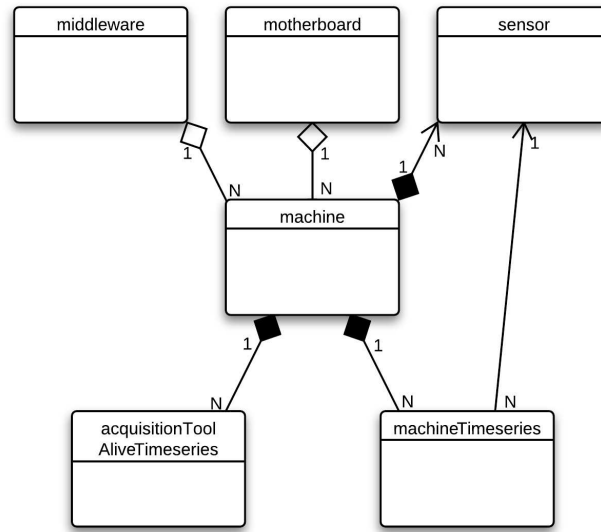 middleware
motherboard
sensor
1
1
1
N
1
N
N
machine
1
1
N
N
N
acquisitionTool
AliveTimeseries
machineTimeseries